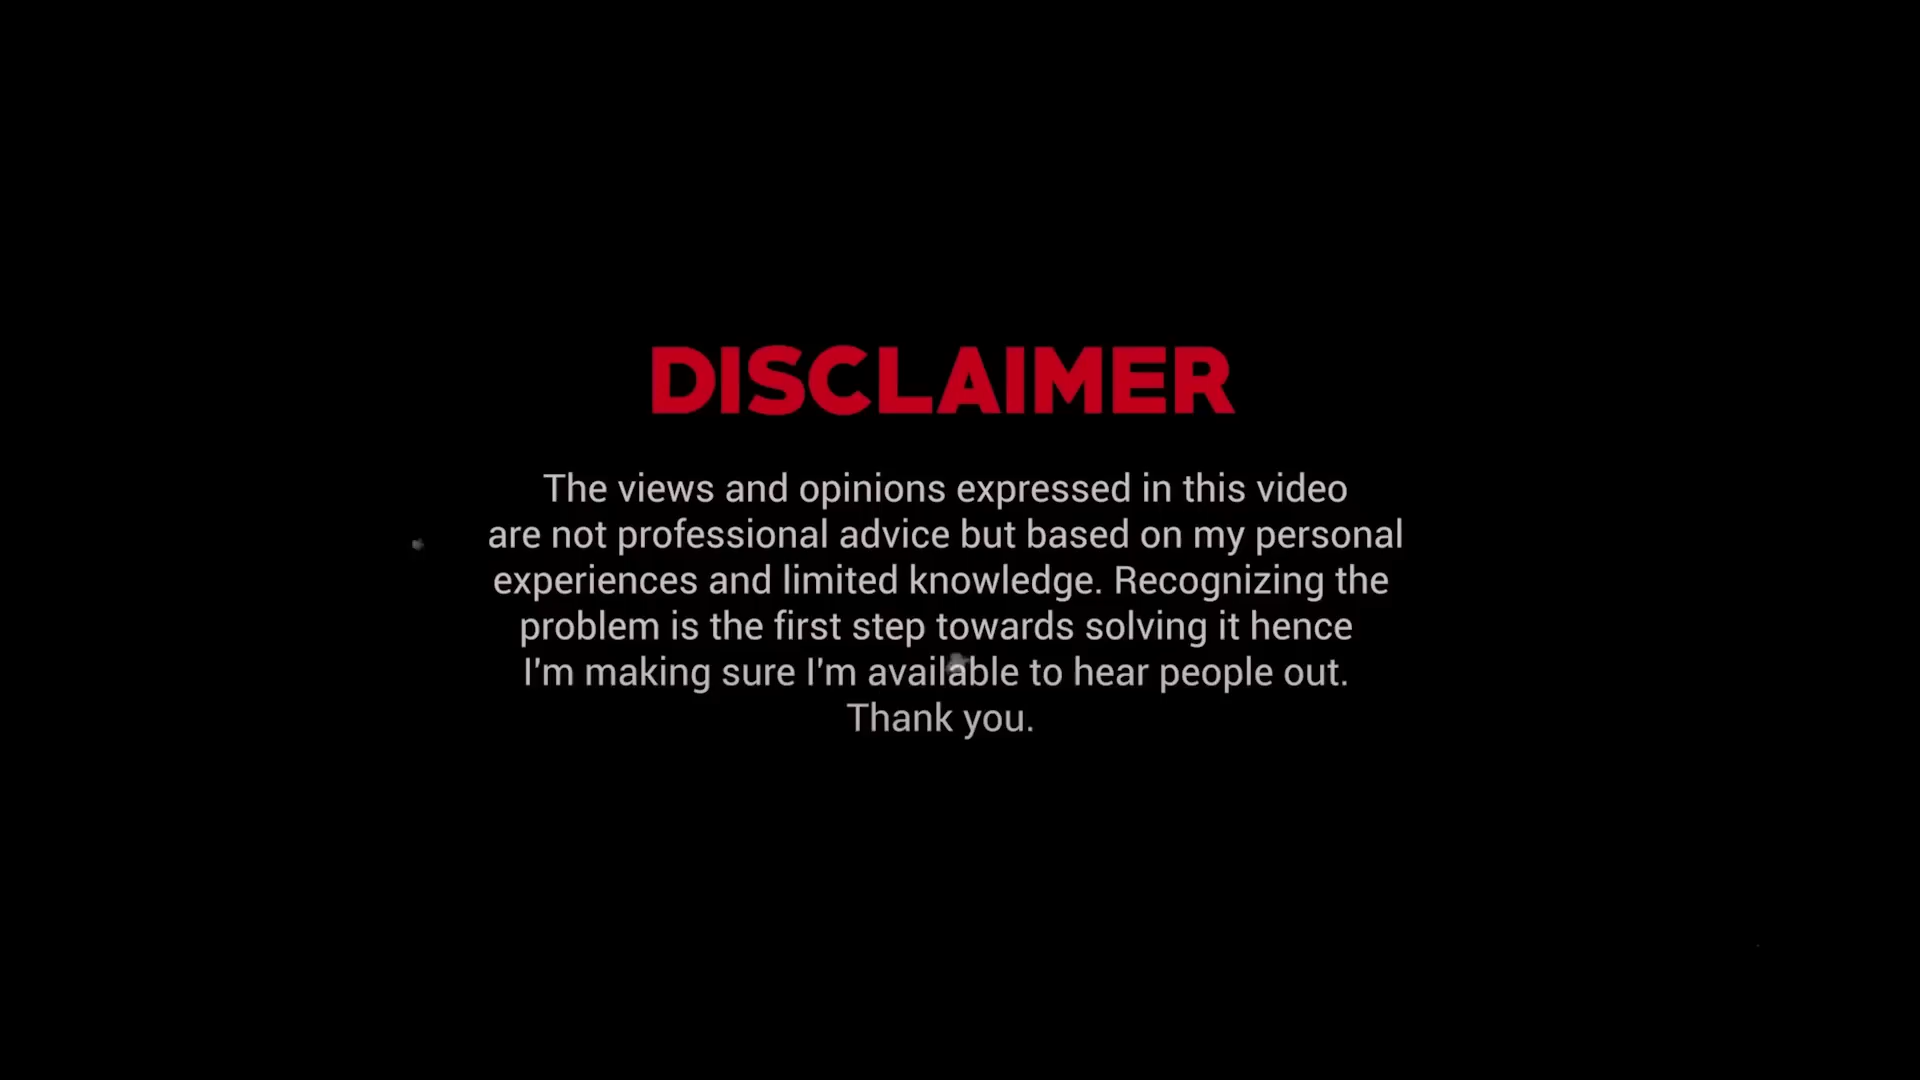 DISCLAIMER
The views and opinions expressed in this video
are not professional advice but based on my personal
experiences and limited knowledge. Recognizing the
problem is the first step towards solving it hence
I'm making sure I'm available to hear people out.
Thank you.